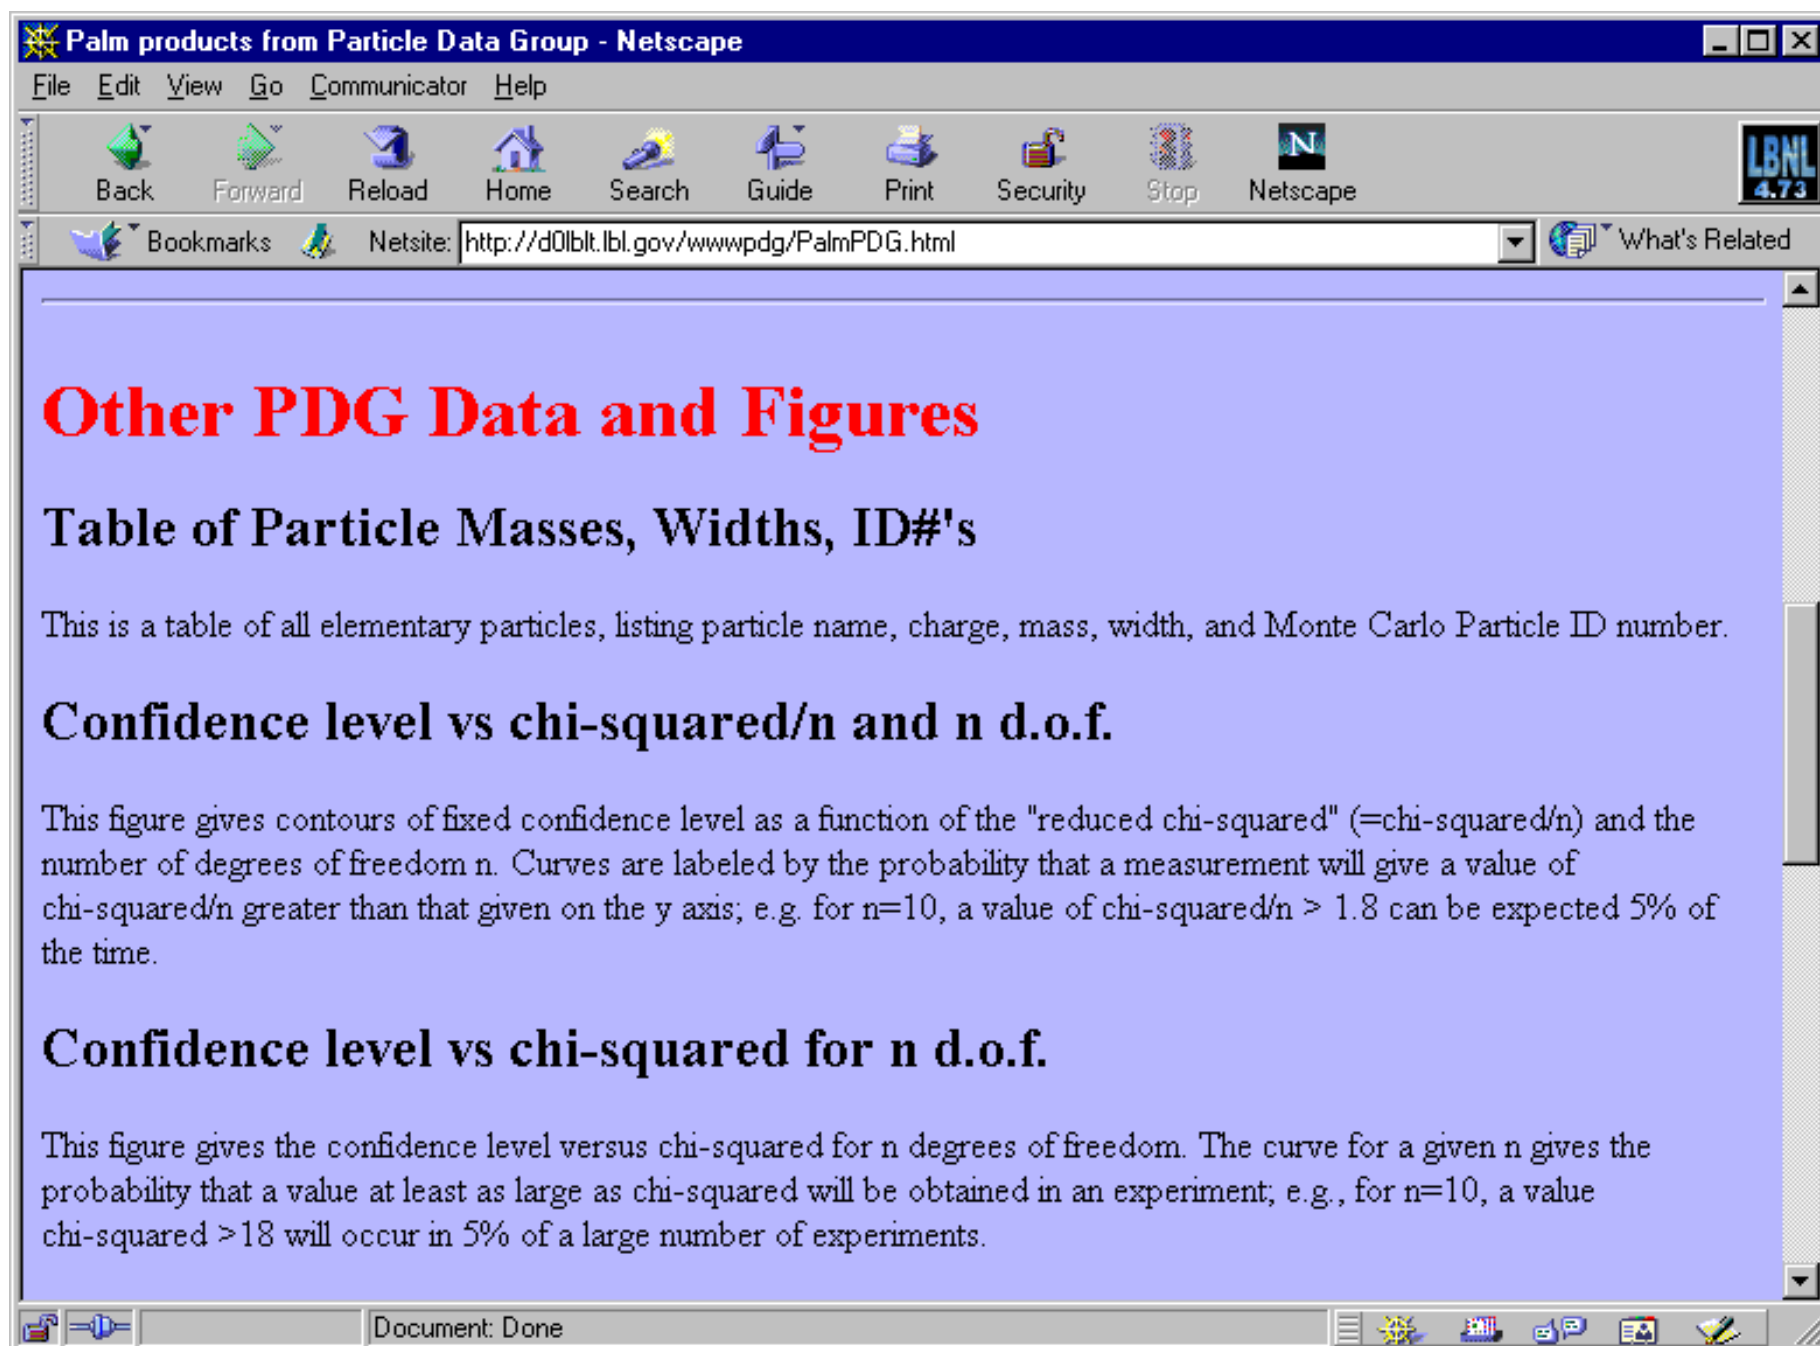 Palm products from Particle Data Group - Netscape
File Edit View Go Communicator Help
Back Forward Reload Home Search Guide Print Security Stop Netscape
N
LBNL
4.73
Bookmarks Netsite: http://d0lblt.lbl.gov/wwwpdg/PalmPDG.html What's Related
Other PDG Data and Figures
Table of Particle Masses, Widths, ID#'s
This is a table of all elementary particles, listing particle name, charge, mass, width, and Monte Carlo Particle ID number.
Confidence level vs chi-squared/n and n d.o.f.
This figure gives contours of fixed confidence level as a function of the "reduced chi-squared" (=chi-squared/n) and the
number of degrees of freedom n. Curves are labeled by the probability that a measurement will give a value of
chi-squared/n greater than that given on the y axis; e.g. for n=10, a value of chi-squared/n > 1.8 can be expected 5% of
the time.
Confidence level vs chi-squared for n d.o.f.
This figure gives the confidence level versus chi-squared for n degrees of freedom. The curve for a given n gives the
probability that a value at least as large as chi-squared will be obtained in an experiment; e.g., for n=10, a value
chi-squared >18 will occur in 5% of a large number of experiments.
Document: Done